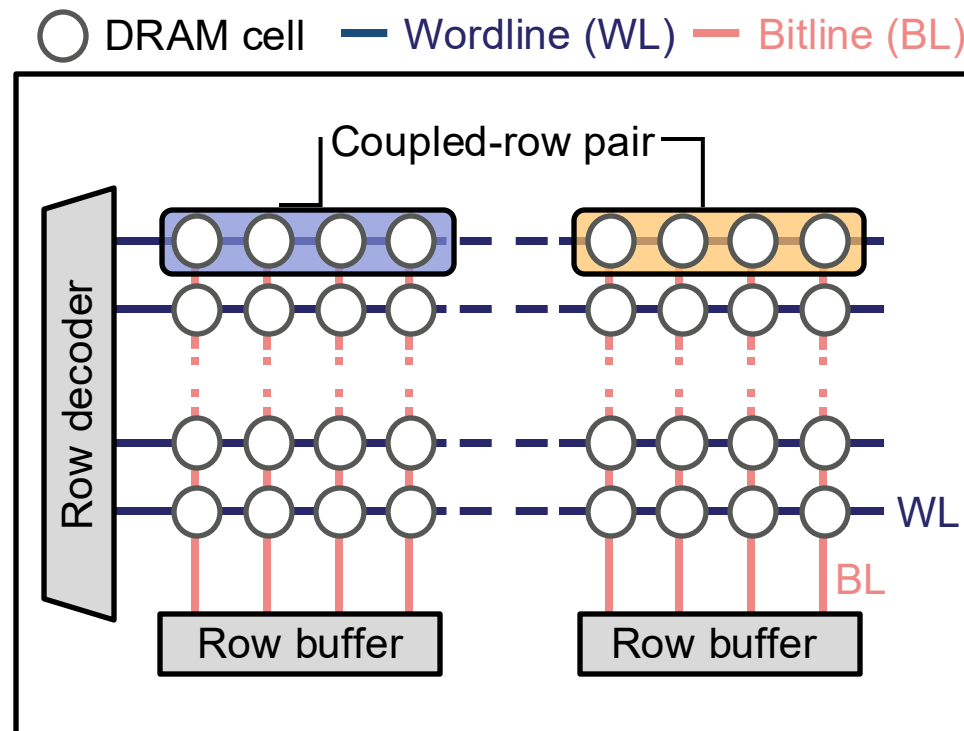 DRAM cell Wordline (WL) Bitline (BL)
Coupled-row pair
Row decoder
WL
BL
Row buffer Row buffer